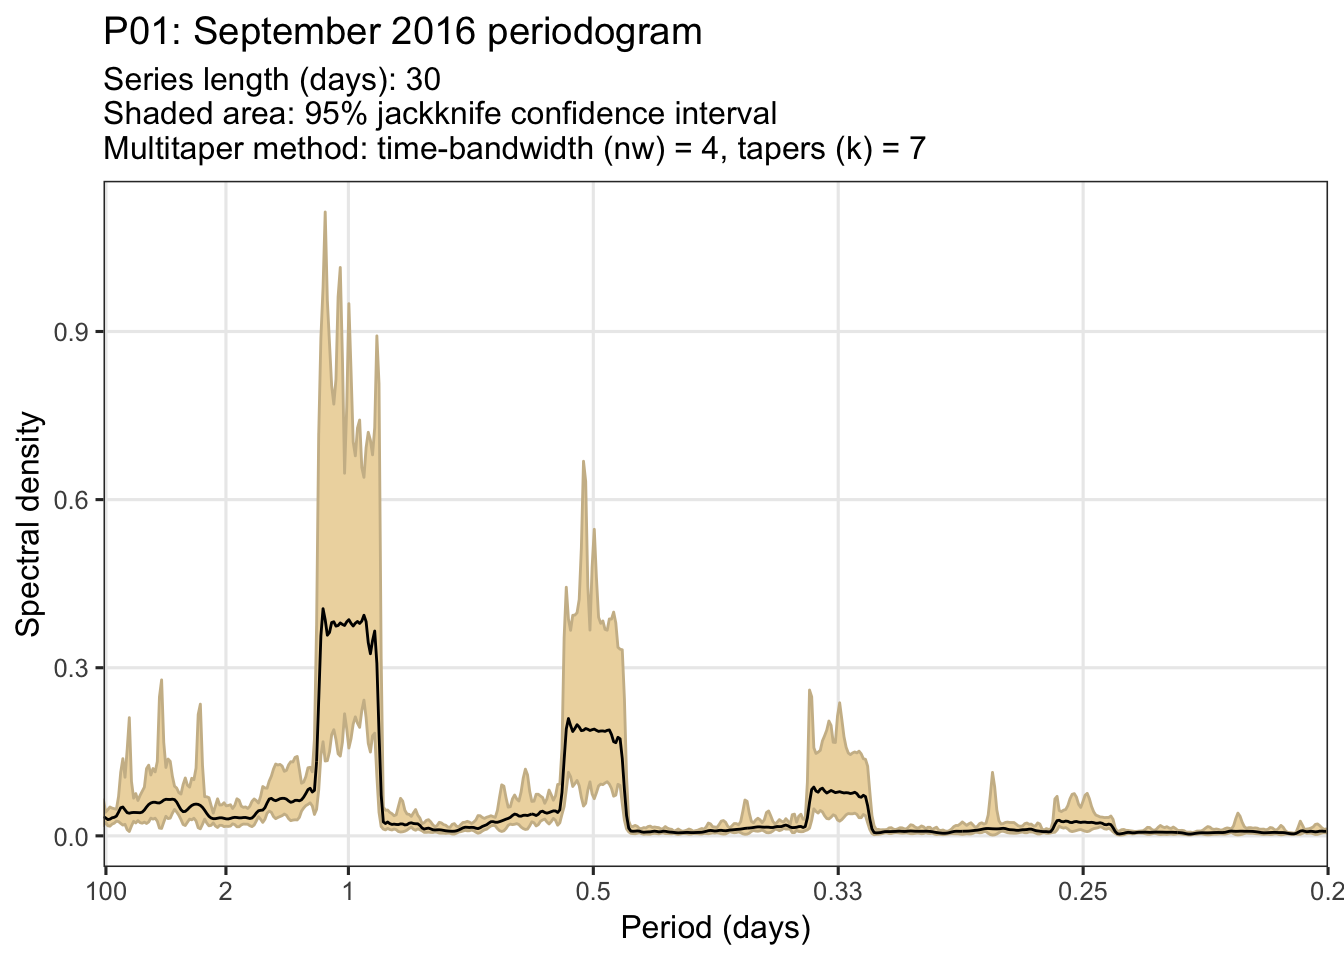 P01: September 2016 periodogram
Series length (days): 30
Shaded area: 95% jackknife confidence interval
Multitaper method: time-bandwidth (nw) = 4, tapers (k) = 7
Spectral density
0.9
0.6
0.3
0.0
100 2 1 0.5 0.33 0.25 0.2
Period (days)